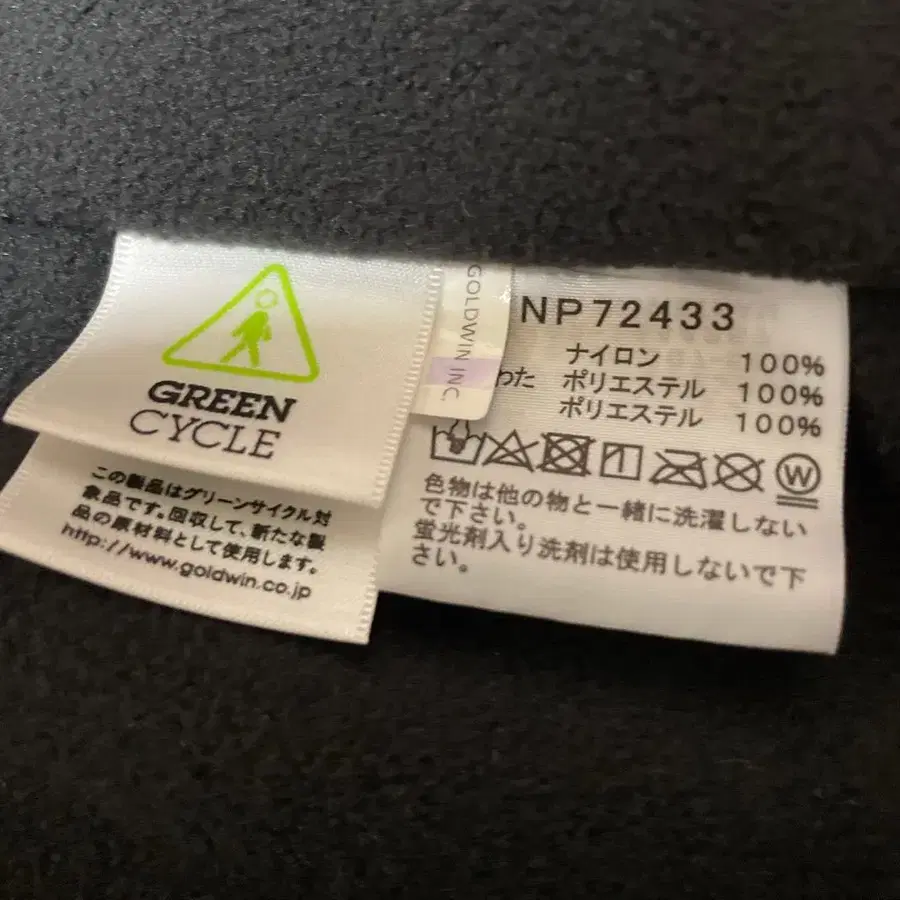 GREEN
CYCLE
この製品はグリーンサイクル対
象品です。回収して、新たな製
品の原材料として使用します。
http://www.goldwin.co.jp
GOLDWIN INC.
NP72433
ナイロン 100%
わた ポリエステル 100%
ポリエステル 100%
W
色物は他の物と一緒に洗濯しない
で下さい。
蛍光剤入り洗剤は使用しないで下
さい。